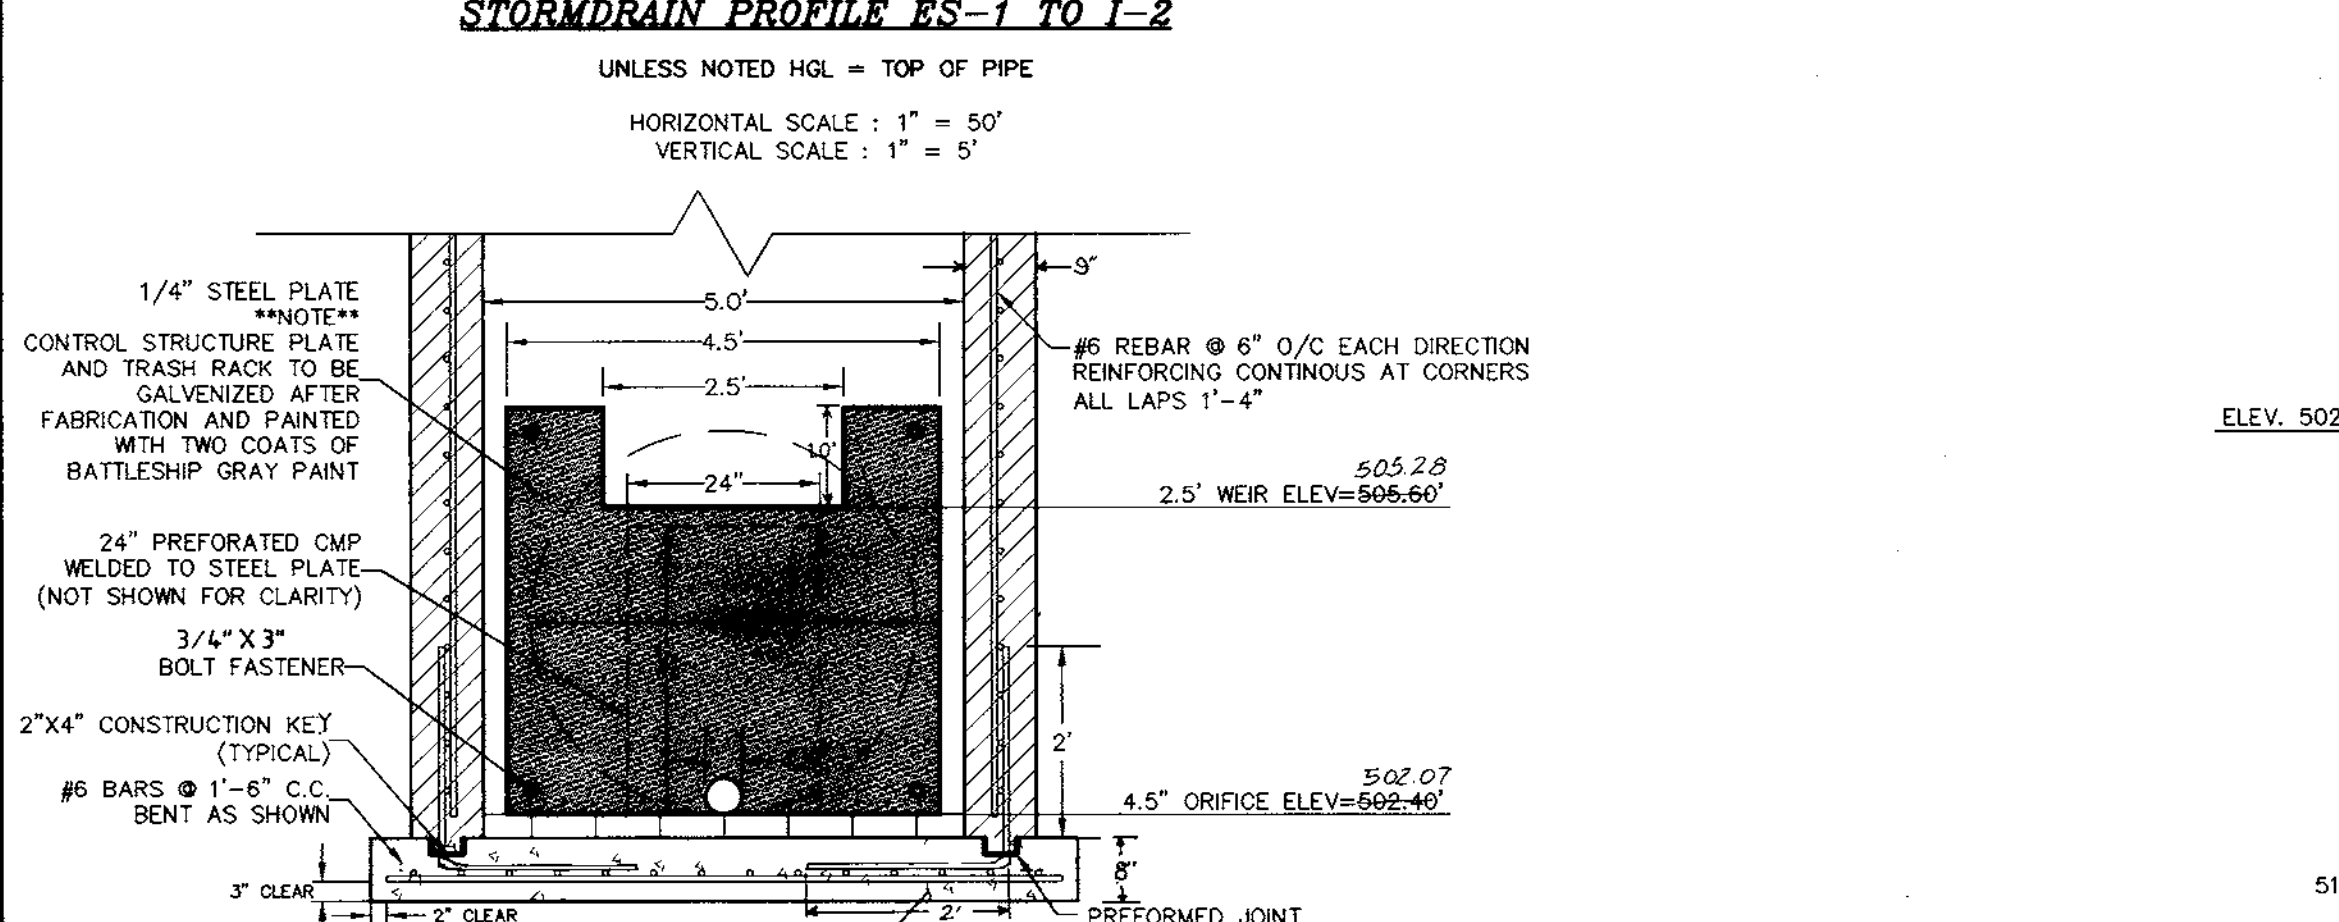 STORMDRAIN PROFILE ES-1 TO I-2
UNLESS NOTED HGL = TOP OF PIPE
HORIZONTAL SCALE : 1" = 50'
VERTICAL SCALE : 1" = 5'
1/4" STEEL PLATE
**NOTE**
CONTROL STRUCTURE PLATE
AND TRASH RACK TO BE
GALVENIZED AFTER
FABRICATION AND PAINTED
WITH TWO COATS OF
BATTLESHIP GRAY PAINT
24" PREFORATED CMP
WELDED TO STEEL PLATE
(NOT SHOWN FOR CLARITY)
3/4" X 3"
BOLT FASTENER
2"X4" CONSTRUCTION KEY
(TYPICAL)
#6 BARS @ 1'-6" C.C.
BENT AS SHOWN
3" CLEAR
2" CLEAR
9"
5.0'
4.5'
2.5'
10'
24"
#6 REBAR @ 6" O/C EACH DIRECTION
REINFORCING CONTINOUS AT CORNERS
ALL LAPS 1'-4"
505.28
2.5' WEIR ELEV=505.60'
2'
502.07
4.5" ORIFICE ELEV=502.40'
8"
2'
PREFORMED JOINT
ELEV. 502
51